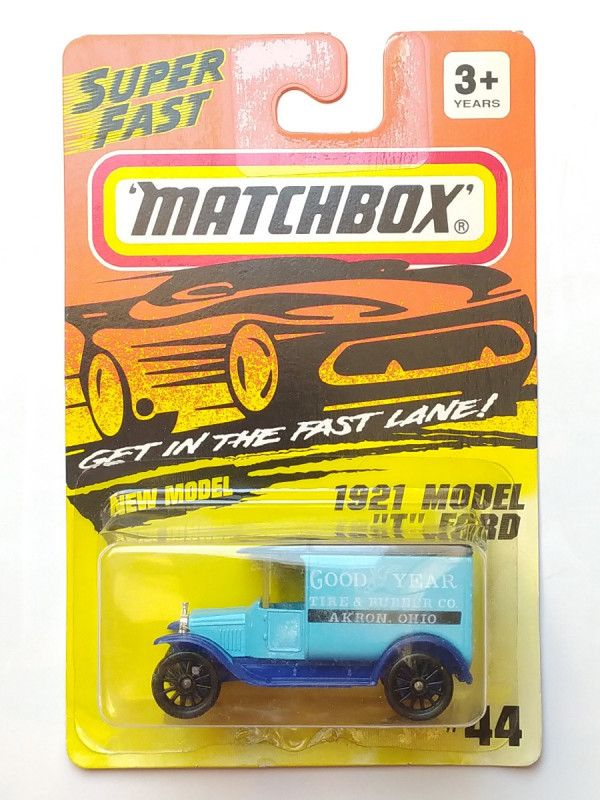 SUPER
FAST
3+
YEARS
'MATCHBOX'®
GET IN THE FAST LANE!
NEW MODEL
1921 MODEL
"T" FORD
GOOD YEAR
TIRE & RUBBER CO.
AKRON, OHIO
#44